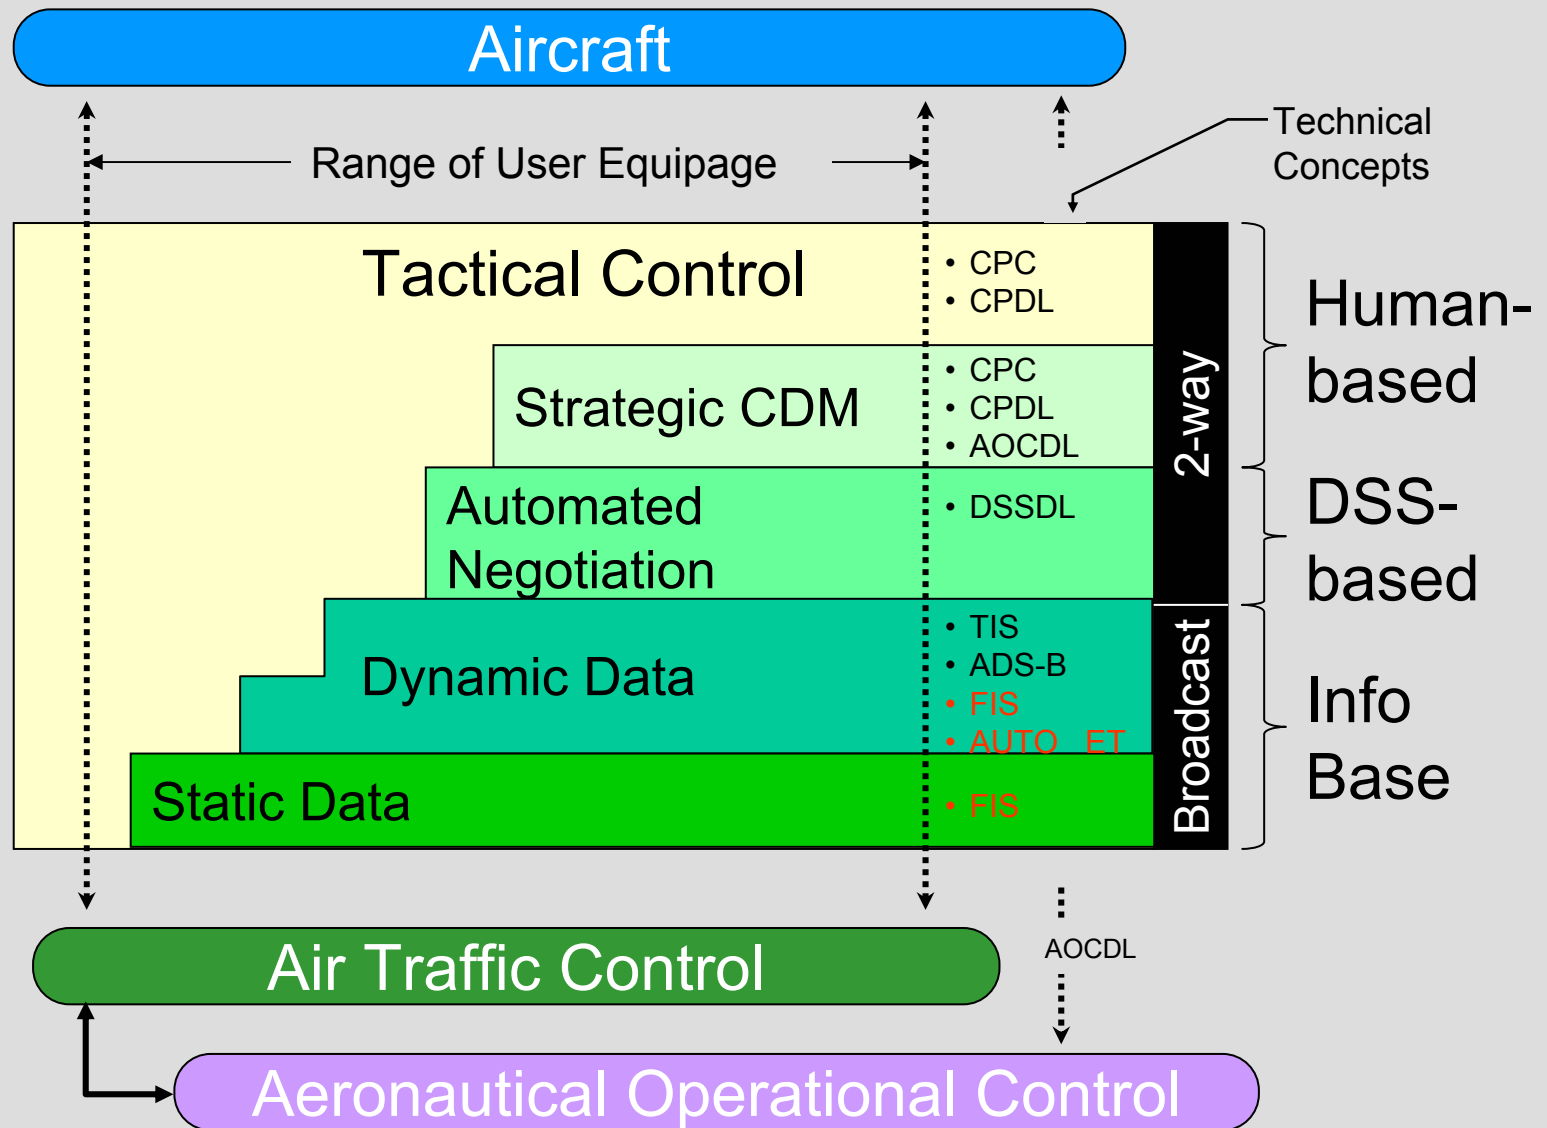 Aircraft
Range of User Equipage
Technical
Concepts
Tactical Control
• CPC
• CPDL
Strategic CDM
• CPC
• CPDL
• AOCDL
Automated
Negotiation
• DSSDL
Dynamic Data
• TIS
• ADS-B
• FIS
• AUTO ET
Static Data
• FIS
2-way
Broadcast
Human-
based
DSS-
based
Info
Base
Air Traffic Control
AOCDL
Aeronautical Operational Control